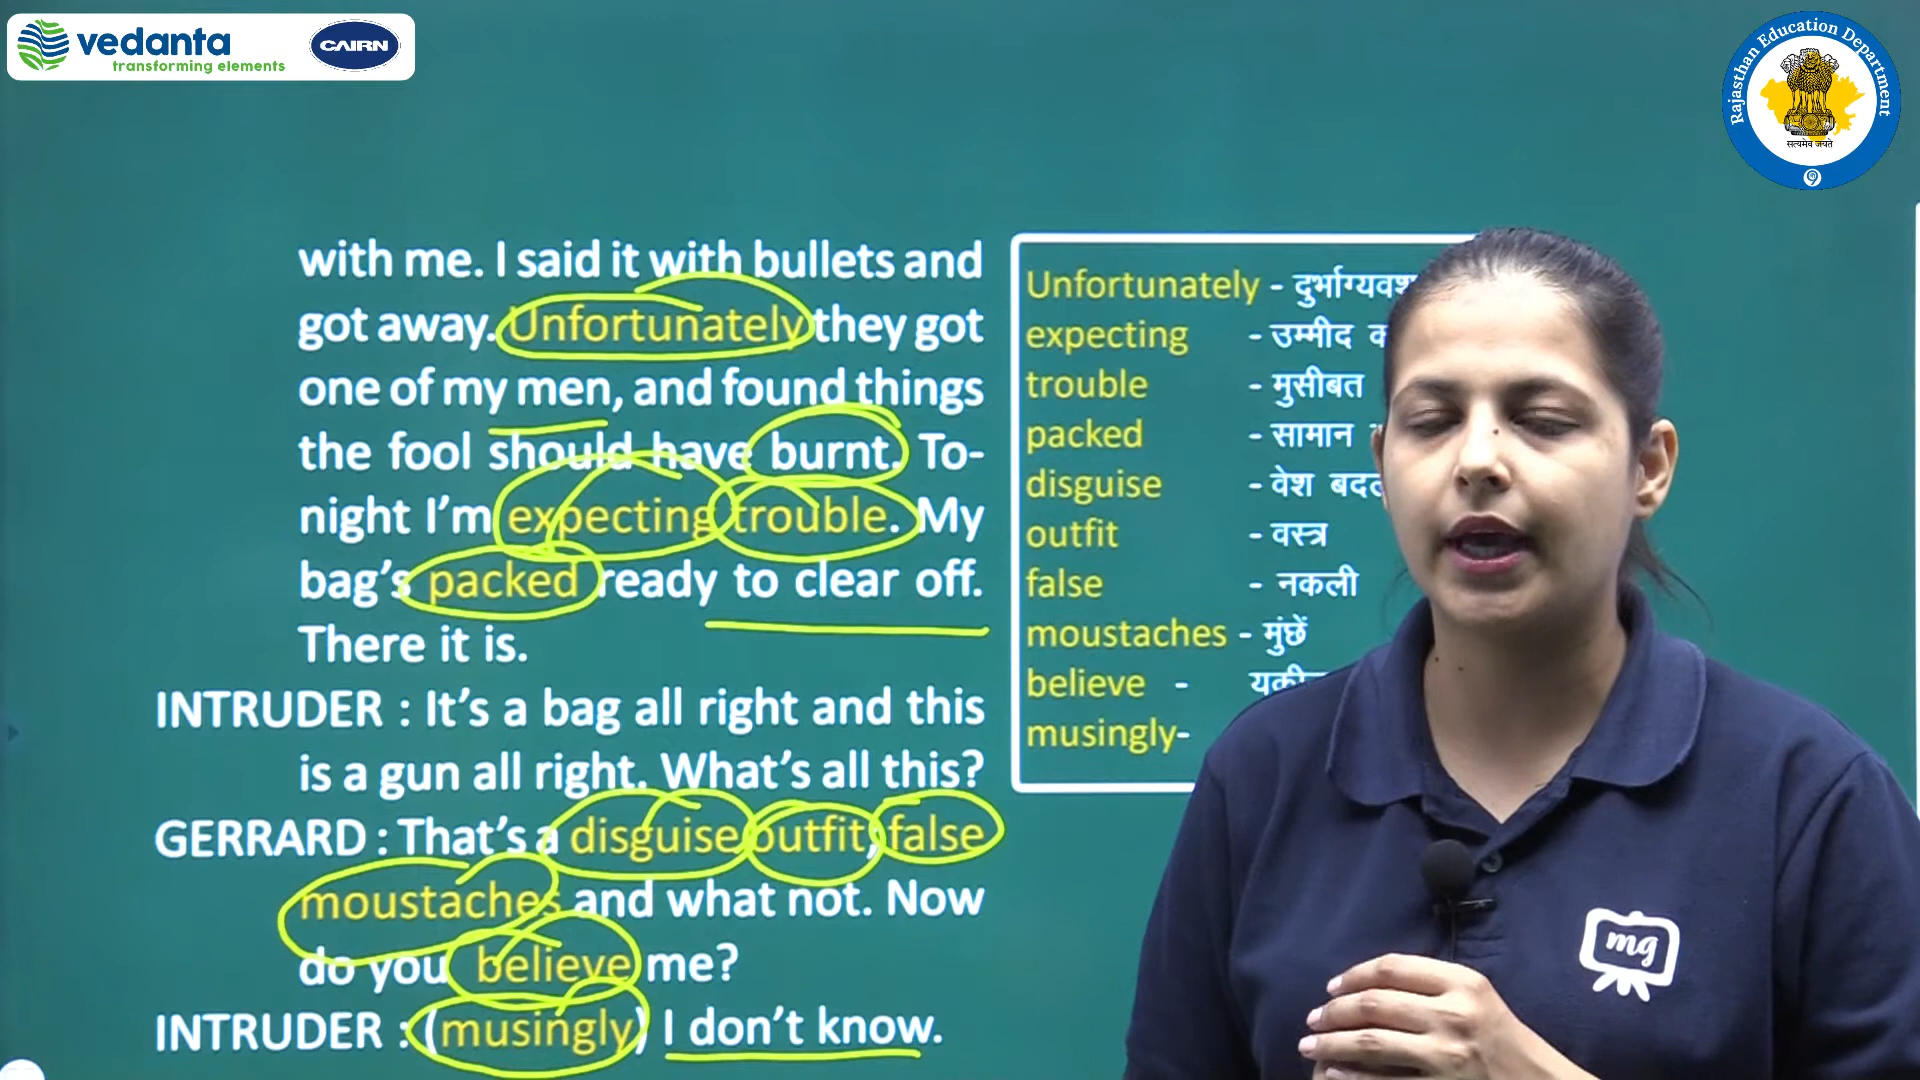 vedanta
transforming elements
CAIRN
Rajasthan Education Department
सत्यमेव जयते
with me. I said it with bullets and
got away. Unfortunately they got
one of my men, and found things
the fool should have burnt. To-
night I'm expecting trouble. My
bag's packed ready to clear off.
There it is.
INTRUDER : It's a bag all right and this
is a gun all right. What's all this?
GERRARD : That's a disguise outfit, false
moustaches and what not. Now
do you believe me?
INTRUDER : (musingly) I don't know.
Unfortunately - दुर्भाग्यवश
expecting - उम्मीद
trouble - मुसीबत
packed - सामान
disguise - वेश
outfit - वस्त्र
false - नकली
moustaches - मुंछें
believe -
musingly-
mg